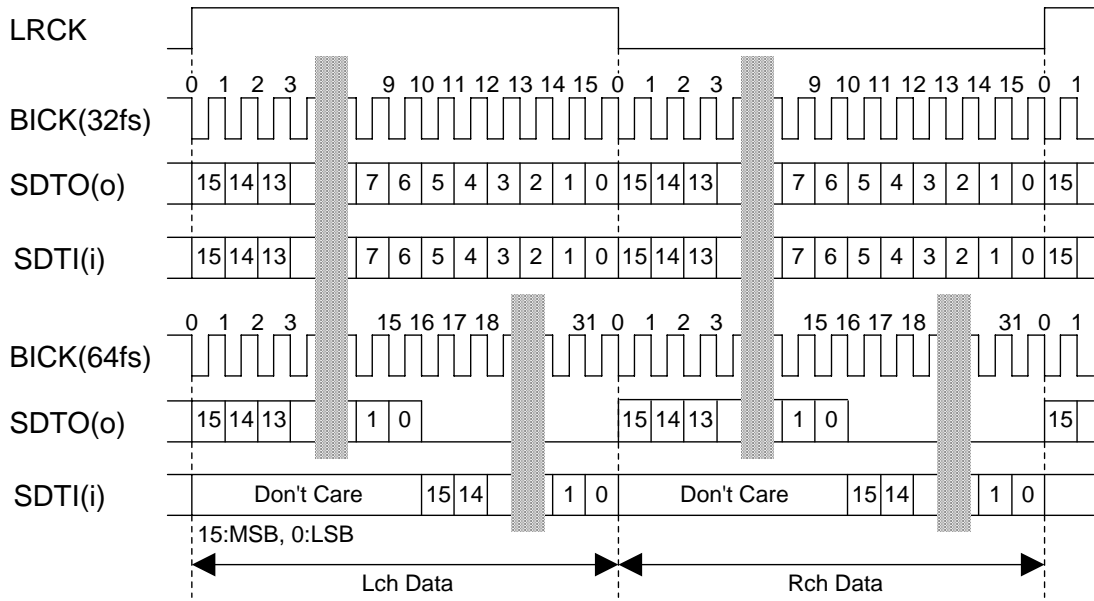 LRCK
0 1 2 3 9 10 11 12 13 14 15 0 1 2 3 9 10 11 12 13 14 15 0 1
BICK(32fs)
SDTO(o) 15 14 13 7 6 5 4 3 2 1 0 15 14 13 7 6 5 4 3 2 1 0 15
SDTI(i) 15 14 13 7 6 5 4 3 2 1 0 15 14 13 7 6 5 4 3 2 1 0 15
0 1 2 3 15 16 17 18 31 0 1 2 3 15 16 17 18 31 0 1
BICK(64fs)
SDTO(o) 15 14 13 1 0 15 14 13 1 0 15
SDTI(i) Don't Care 15 14 1 0 Don't Care 15 14 1 0
15:MSB, 0:LSB
Lch Data Rch Data